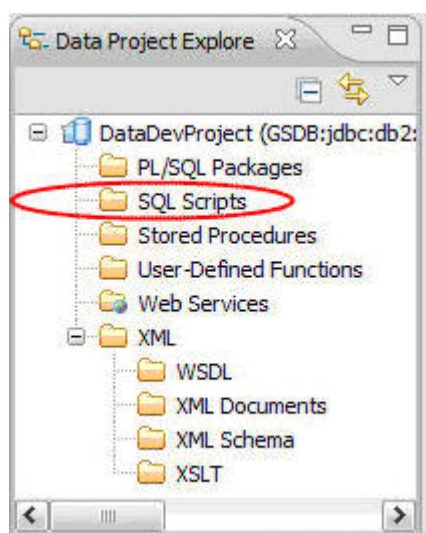 Data Project Explore
DataDevProject (GSDB:jdbc:db2:
PL/SQL Packages
SQL Scripts
Stored Procedures
User-Defined Functions
Web Services
XML
WSDL
XML Documents
XML Schema
XSLT